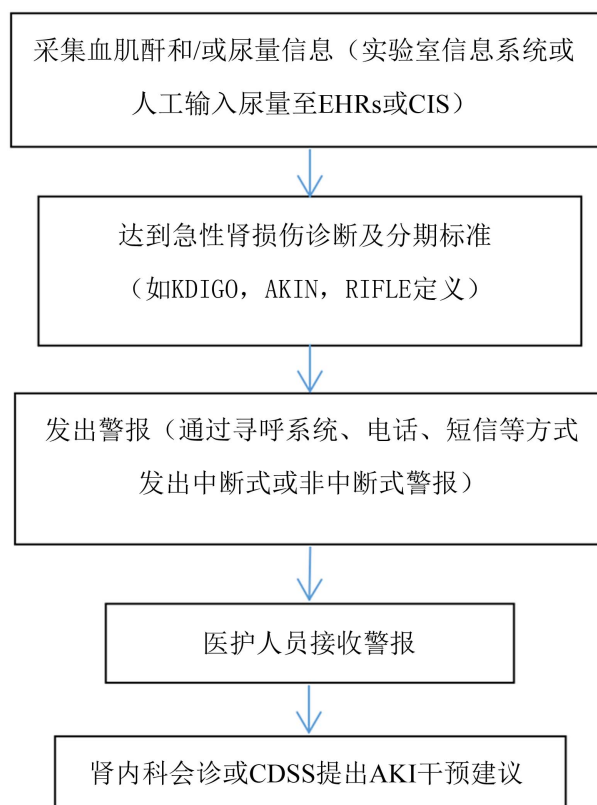 采集血肌酐和/或尿量信息（实验室信息系统或
人工输入尿量至EHRs或CIS）
达到急性肾损伤诊断及分期标准
（如KDIGO，AKIN，RIFLE定义）
发出警报（通过寻呼系统、电话、短信等方式
发出中断式或非中断式警报）
医护人员接收警报
肾内科会诊或CDSS提出AKI干预建议